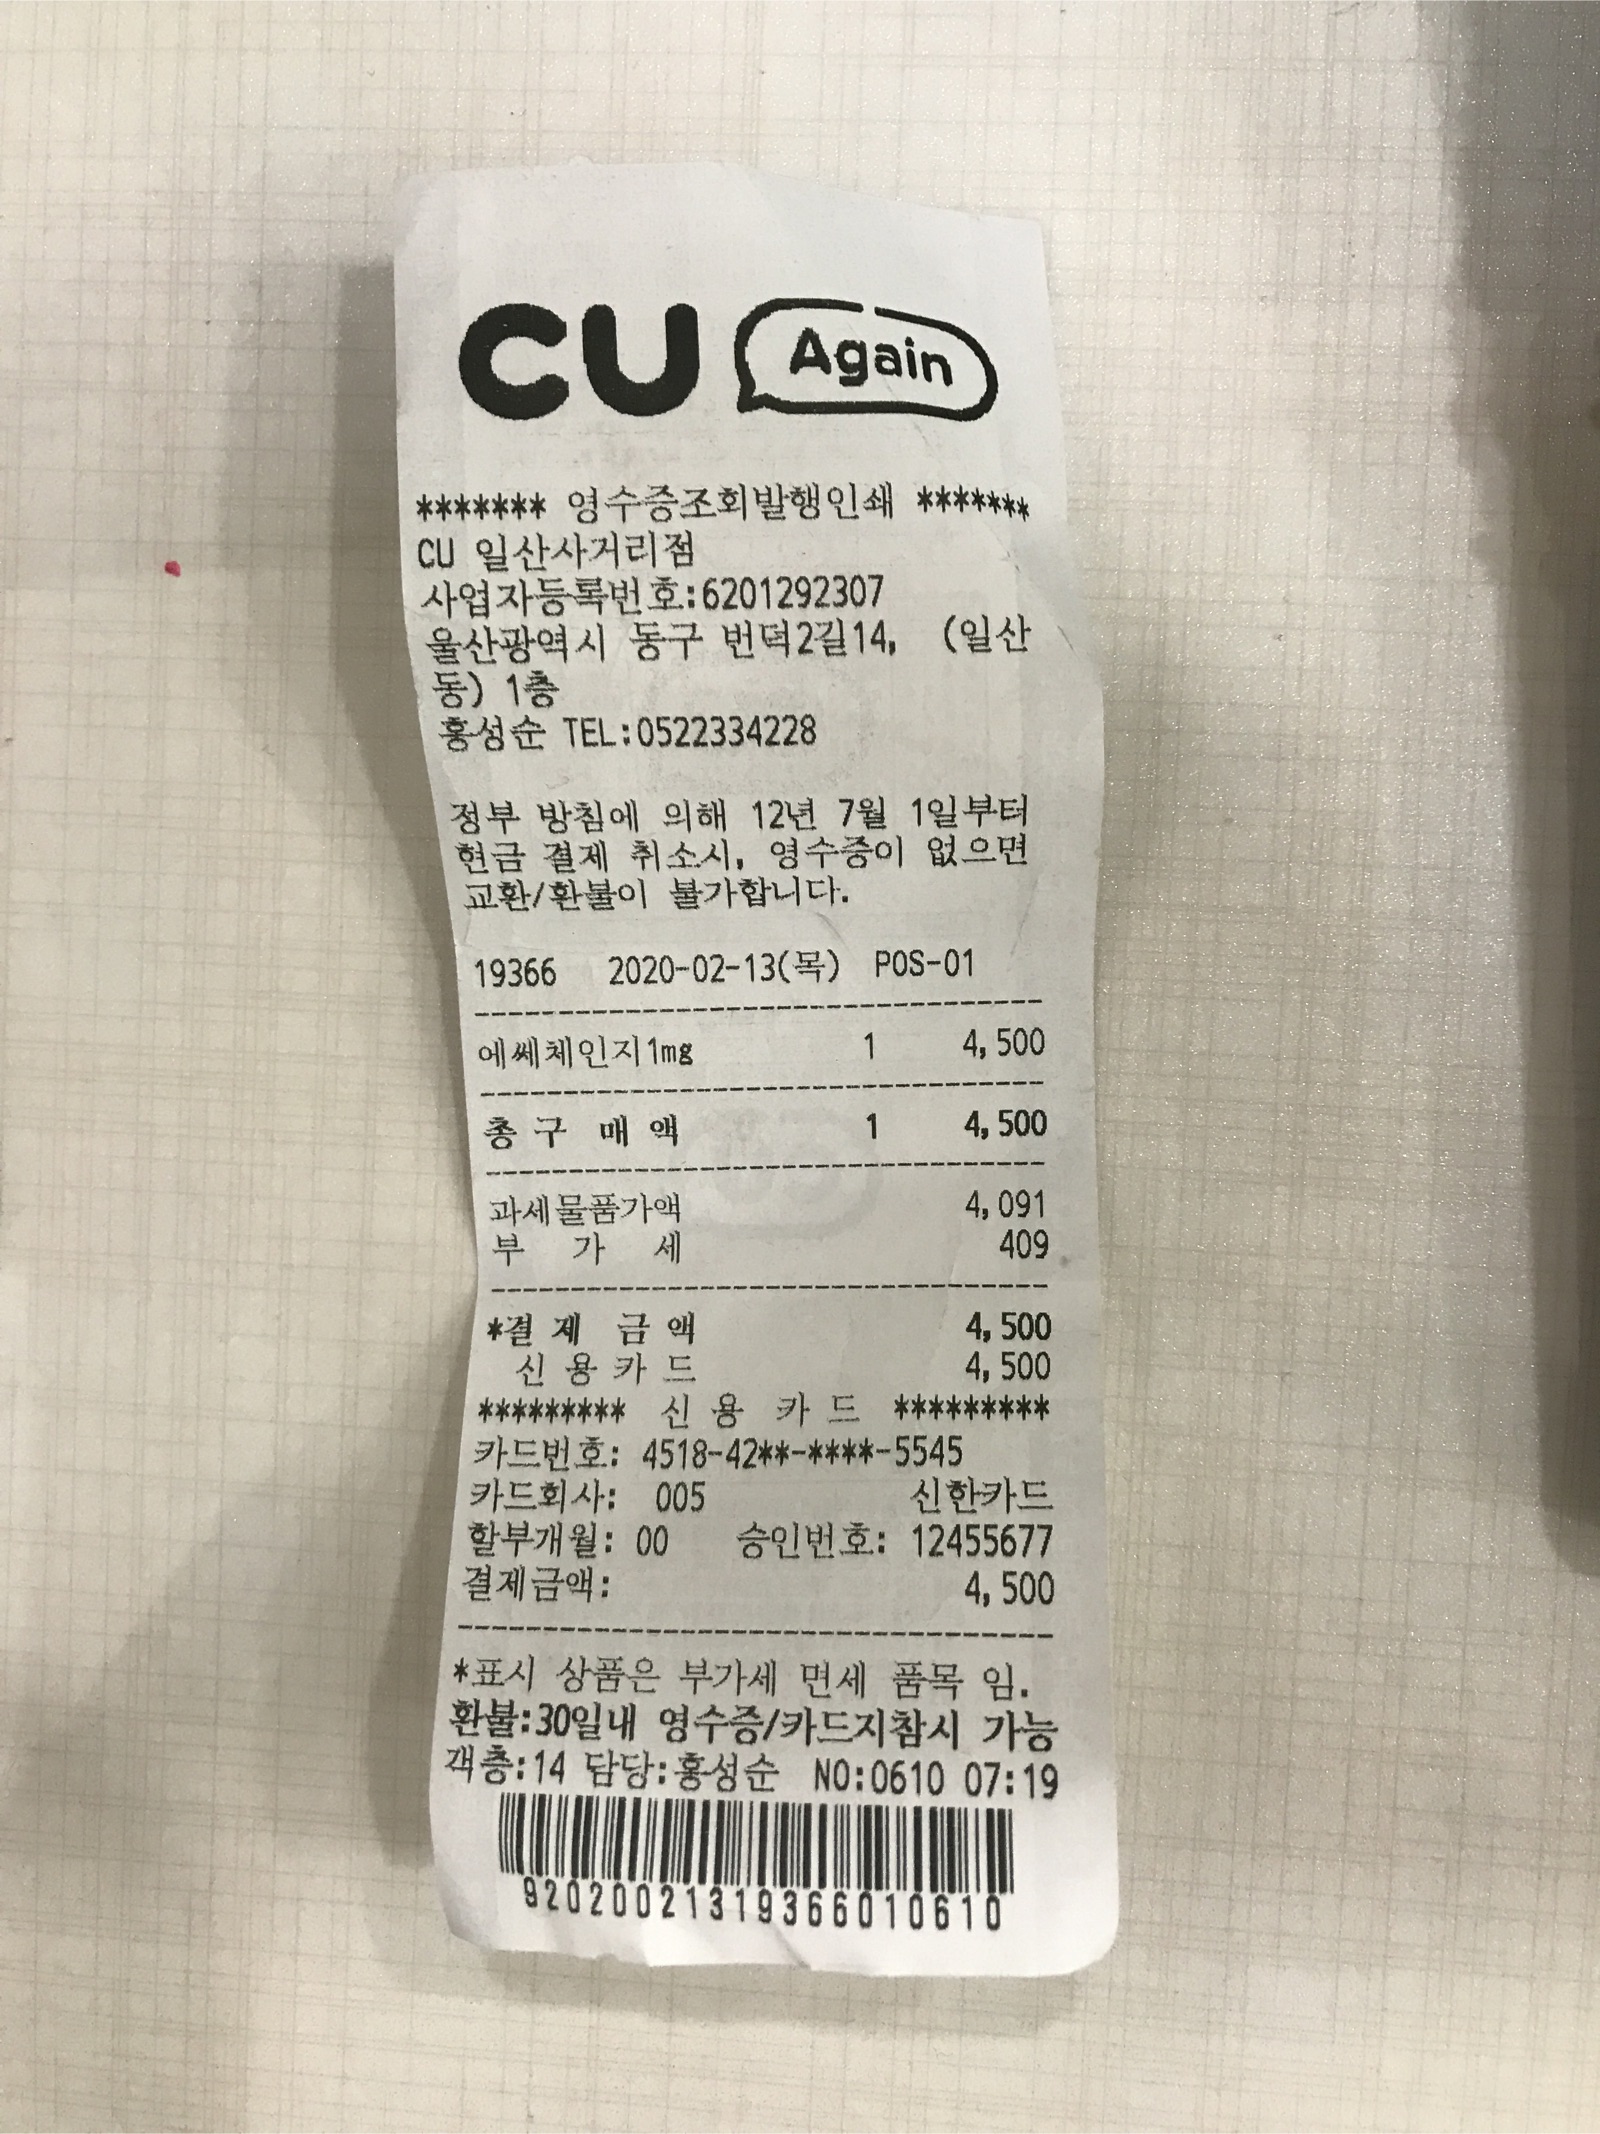 CU Again
******* 영수증조회발행인쇄 *******
CU 일산사거리점
사업자등록번호:6201292307
울산광역시 동구 번덕2길14, (일산
동) 1층
홍성순 TEL:0522334228
정부 방침에 의해 12년 7월 1일부터
현금 결제 취소시, 영수증이 없으면
교환/환불이 불가합니다.
19366 2020-02-13(목) POS-01
에쎄체인지1mg 1 4,500
총 구 매 액 1 4,500
과세물품가액 4,091
부 가 세 409
*결 제 금 액 4,500
신 용 카 드 4,500
********* 신 용 카 드 *********
카드번호: 4518-42**-****-5545
카드회사: 005 신한카드
할부개월: 00 승인번호: 12455677
결제금액: 4,500
*표시 상품은 부가세 면세 품목 임.
환불:30일내 영수증/카드지참시 가능
객층:14 담당:홍성순 NO:0610 07:19
92020021319366010610